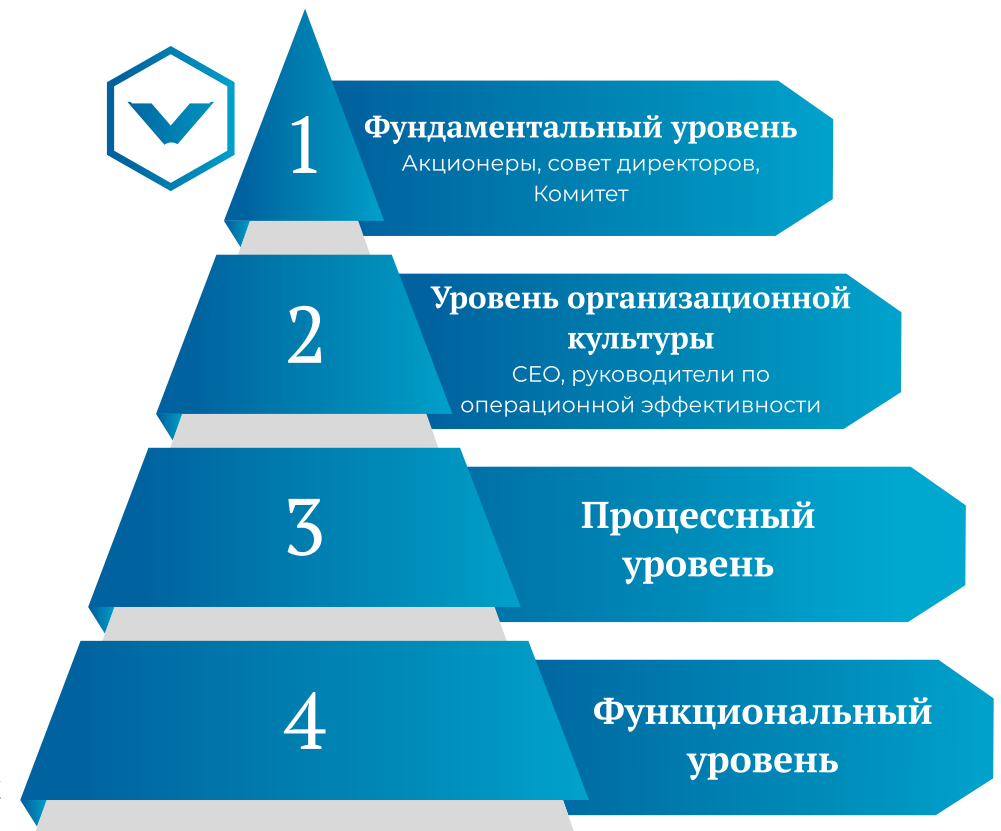 1
Фундаментальный уровень
Акционеры, совет директоров,
Комитет
2
Уровень организационной
культуры
CEO, руководители по
операционной эффективности
3
Процессный
уровень
4
Функциональный
уровень